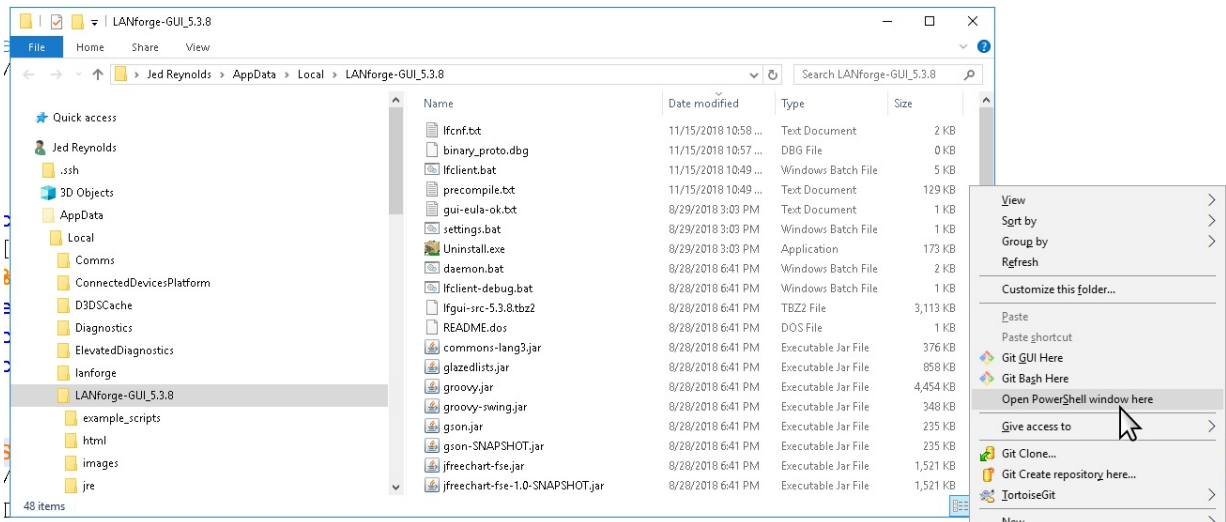 LANforge-GUI_5.3.8
File Home Share View
Jed Reynolds > AppData > Local > LANforge-GUI_5.3.8
Search LANforge-GUI_5.3.8
Quick access
Jed Reynolds
.ssh
3D Objects
AppData
Local
Comms
ConnectedDevicesPlatform
D3DSCache
Diagnostics
ElevatedDiagnostics
lanforge
LANforge-GUI_5.3.8
example_scripts
html
images
jre
Name Date modified Type Size
lfcnf.txt 11/15/2018 10:58 ... Text Document 2 KB
binary_proto.dbg 11/15/2018 10:57 ... DBG File 0 KB
lfclient.bat 11/15/2018 10:49 ... Windows Batch File 5 KB
precompile.txt 11/15/2018 10:49 ... Text Document 129 KB
gui-eula-ok.txt 8/29/2018 3:03 PM Text Document 1 KB
settings.bat 8/29/2018 3:03 PM Windows Batch File 1 KB
Uninstall.exe 8/29/2018 3:03 PM Application 173 KB
daemon.bat 8/28/2018 6:41 PM Windows Batch File 2 KB
lfclient-debug.bat 8/28/2018 6:41 PM Windows Batch File 1 KB
lfgui-src-5.3.8.tbz2 8/28/2018 6:41 PM TBZ2 File 3,113 KB
README.dos 8/28/2018 6:41 PM DOS File 1 KB
commons-lang3.jar 8/28/2018 6:41 PM Executable Jar File 376 KB
glazedlists.jar 8/28/2018 6:41 PM Executable Jar File 858 KB
groovy.jar 8/28/2018 6:41 PM Executable Jar File 4,454 KB
groovy-swing.jar 8/28/2018 6:41 PM Executable Jar File 348 KB
gson.jar 8/28/2018 6:41 PM Executable Jar File 235 KB
gson-SNAPSHOT.jar 8/28/2018 6:41 PM Executable Jar File 235 KB
jfreechart-fse.jar 8/28/2018 6:41 PM Executable Jar File 1,521 KB
jfreechart-fse-1.0-SNAPSHOT.jar 8/28/2018 6:41 PM Executable Jar File 1,521 KB
48 items
View
Sort by
Group by
Refresh
Customize this folder...
Paste
Paste shortcut
Git GUI Here
Git Bash Here
Open PowerShell window here
Give access to
Git Clone...
Git Create repository here...
TortoiseGit
New